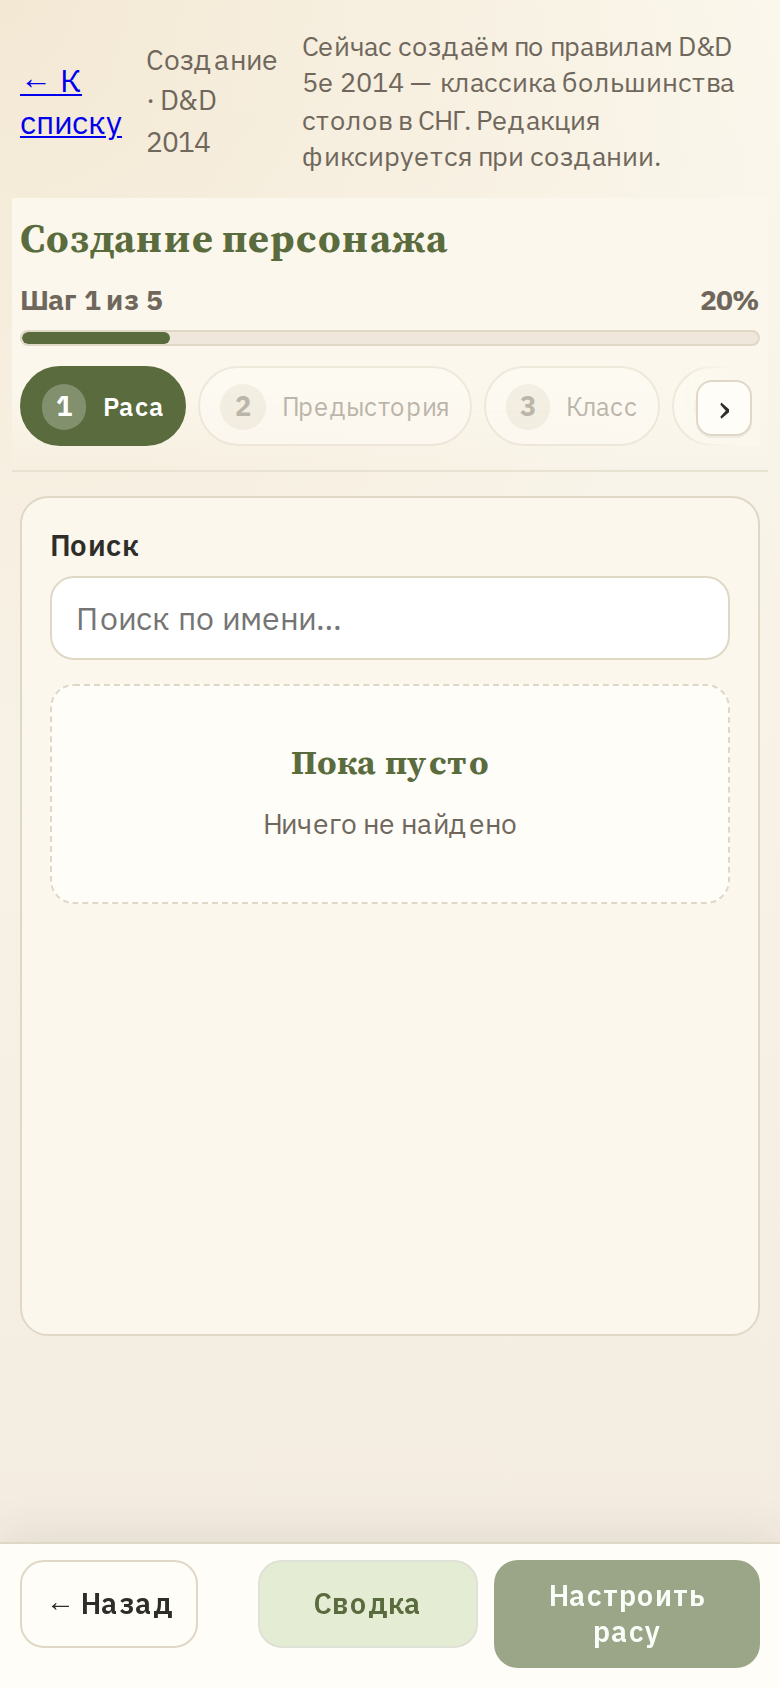 ← К
списку
Создание
· D&D
2014
Сейчас создаём по правилам D&D
5e 2014 — классика большинства
столов в СНГ. Редакция
фиксируется при создании.
Создание персонажа
Шаг 1 из 5
20%
1 Раса
2 Предыстория
3 Класс
›
Поиск
Поиск по имени…
Пока пусто
Ничего не найдено
← Назад
Сводка
Настроить
расу